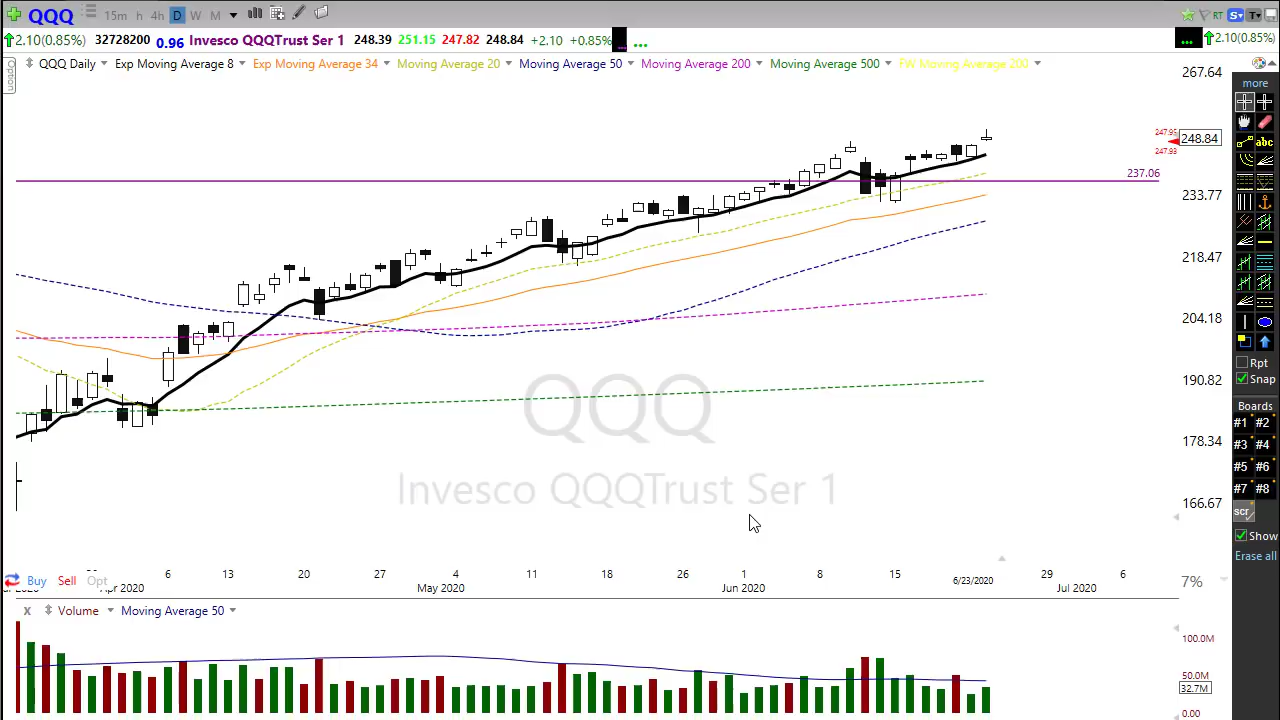 QQQ 15m h 4h D W M RT S T
2.10(0.85%) 32728200 0.96 Invesco QQQTrust Ser 1 248.39 251.15 247.82 248.84 +2.10 +0.85% ... ... 2.10(0.85%)
Option
QQQ Daily Exp Moving Average 8 Exp Moving Average 34 Moving Average 20 Moving Average 50 Moving Average 200 Moving Average 500 FW Moving Average 200
267.64
more
abc
247.95
248.84
247.93
237.06
233.77
218.47
204.18
190.82
178.34
166.67
Rpt
Snap
Boards
#1 #2
#3 #4
#5 #6
#7 #8
scr
Show
Erase all
QQQ
Invesco QQQTrust Ser 1
6 13 20 27 4 11 18 26 1 8 15 29 6
Apr 2020 May 2020 Jun 2020 6/23/2020 Jul 2020
Buy Sell Opt
7%
x Volume Moving Average 50
100.0M
50.0M
32.7M
0.00